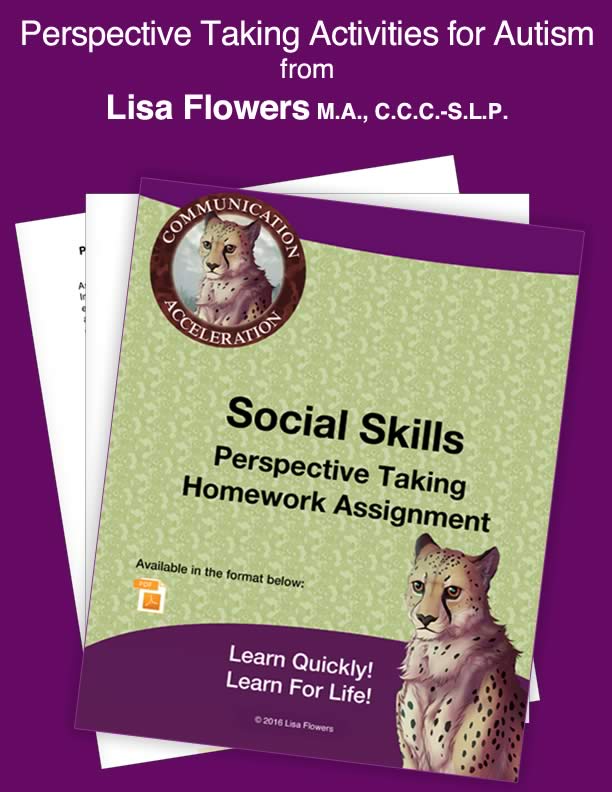 Perspective Taking Activities for Autism
from
Lisa Flowers M.A., C.C.C.-S.L.P.
COMMUNICATION
ACCELERATION
Social Skills
Perspective Taking
Homework Assignment
Available in the format below:
PDF
Learn Quickly!
Learn For Life!
© 2016 Lisa Flowers